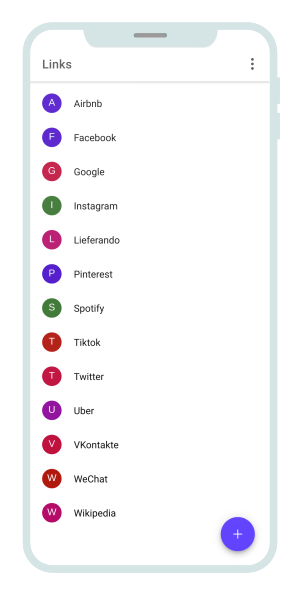 Links
A Airbnb
F Facebook
G Google
I Instagram
L Lieferando
P Pinterest
S Spotify
T Tiktok
T Twitter
U Uber
V VKontakte
W WeChat
W Wikipedia
+